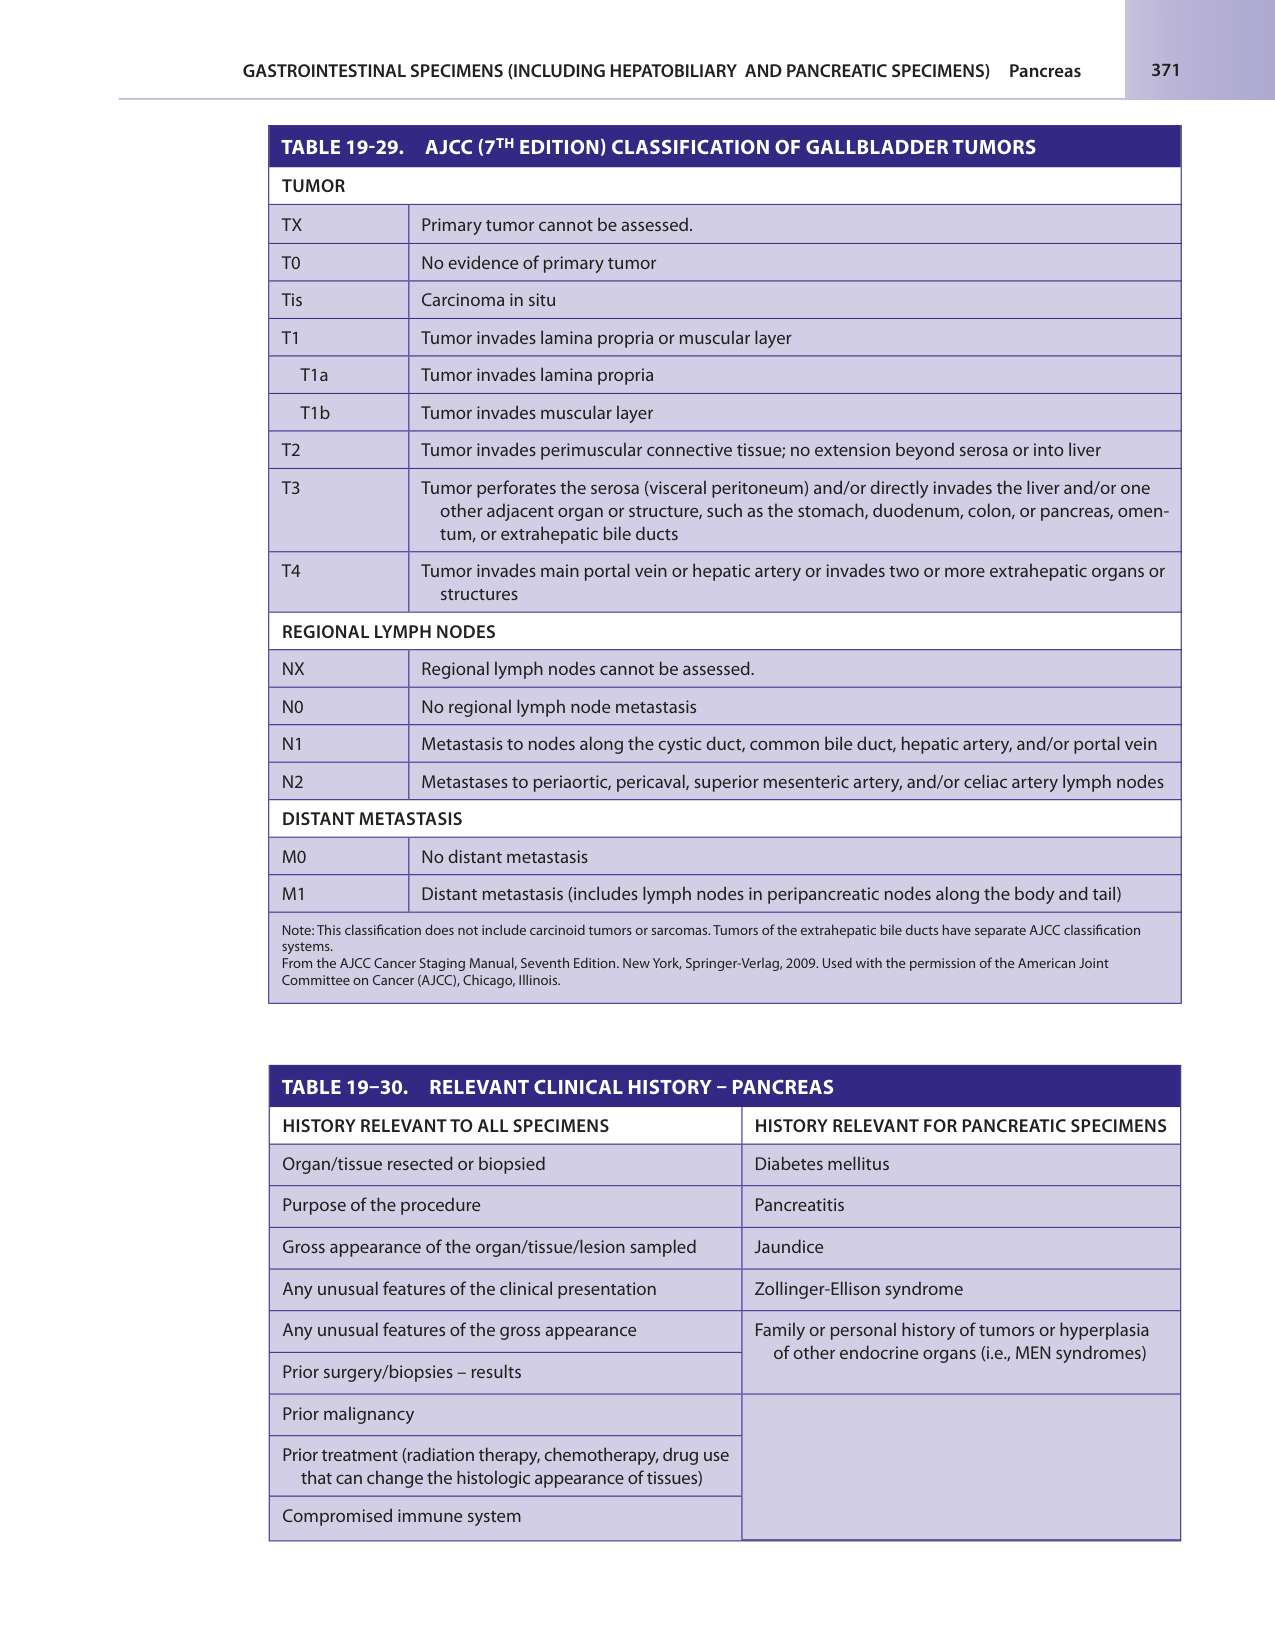 GASTROINTESTINAL SPECIMENS (INCLUDING HEPATOBILIARY AND PANCREATIC SPECIMENS) Pancreas 371
TABLE 19-29. AJCC (7TH EDITION) CLASSIFICATION OF GALLBLADDER TUMORS
TUMOR
TX Primary tumor cannot be assessed.
T0 No evidence of primary tumor
Tis Carcinoma in situ
T1 Tumor invades lamina propria or muscular layer
T1a Tumor invades lamina propria
T1b Tumor invades muscular layer
T2 Tumor invades perimuscular connective tissue; no extension beyond serosa or into liver
T3 Tumor perforates the serosa (visceral peritoneum) and/or directly invades the liver and/or one
other adjacent organ or structure, such as the stomach, duodenum, colon, or pancreas, omen-
tum, or extrahepatic bile ducts
T4 Tumor invades main portal vein or hepatic artery or invades two or more extrahepatic organs or
structures
REGIONAL LYMPH NODES
NX Regional lymph nodes cannot be assessed.
N0 No regional lymph node metastasis
N1 Metastasis to nodes along the cystic duct, common bile duct, hepatic artery, and/or portal vein
N2 Metastases to periaortic, pericaval, superior mesenteric artery, and/or celiac artery lymph nodes
DISTANT METASTASIS
M0 No distant metastasis
M1 Distant metastasis (includes lymph nodes in peripancreatic nodes along the body and tail)
Note: This classification does not include carcinoid tumors or sarcomas. Tumors of the extrahepatic bile ducts have separate AJCC classification
systems.
From the AJCC Cancer Staging Manual, Seventh Edition. New York, Springer-Verlag, 2009. Used with the permission of the American Joint
Committee on Cancer (AJCC), Chicago, Illinois.
TABLE 19–30. RELEVANT CLINICAL HISTORY – PANCREAS
HISTORY RELEVANT TO ALL SPECIMENS HISTORY RELEVANT FOR PANCREATIC SPECIMENS
Organ/tissue resected or biopsied Diabetes mellitus
Purpose of the procedure Pancreatitis
Gross appearance of the organ/tissue/lesion sampled Jaundice
Any unusual features of the clinical presentation Zollinger-Ellison syndrome
Any unusual features of the gross appearance Family or personal history of tumors or hyperplasia
of other endocrine organs (i.e., MEN syndromes)
Prior surgery/biopsies – results
Prior malignancy
Prior treatment (radiation therapy, chemotherapy, drug use
that can change the histologic appearance of tissues)
Compromised immune system